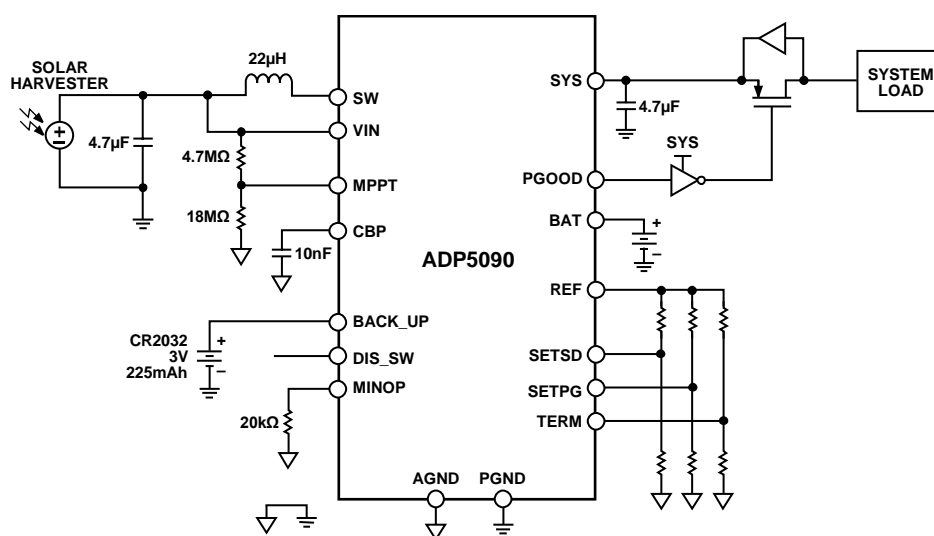 SOLAR
HARVESTER
22µH
4.7µF
4.7MΩ
18MΩ
10nF
CR2032
3V
225mAh
20kΩ
SW
VIN
MPPT
CBP
BACK_UP
DIS_SW
MINOP
ADP5090
AGND
PGND
SYS
PGOOD
BAT
REF
SETSD
SETPG
TERM
4.7µF
SYS
SYSTEM
LOAD